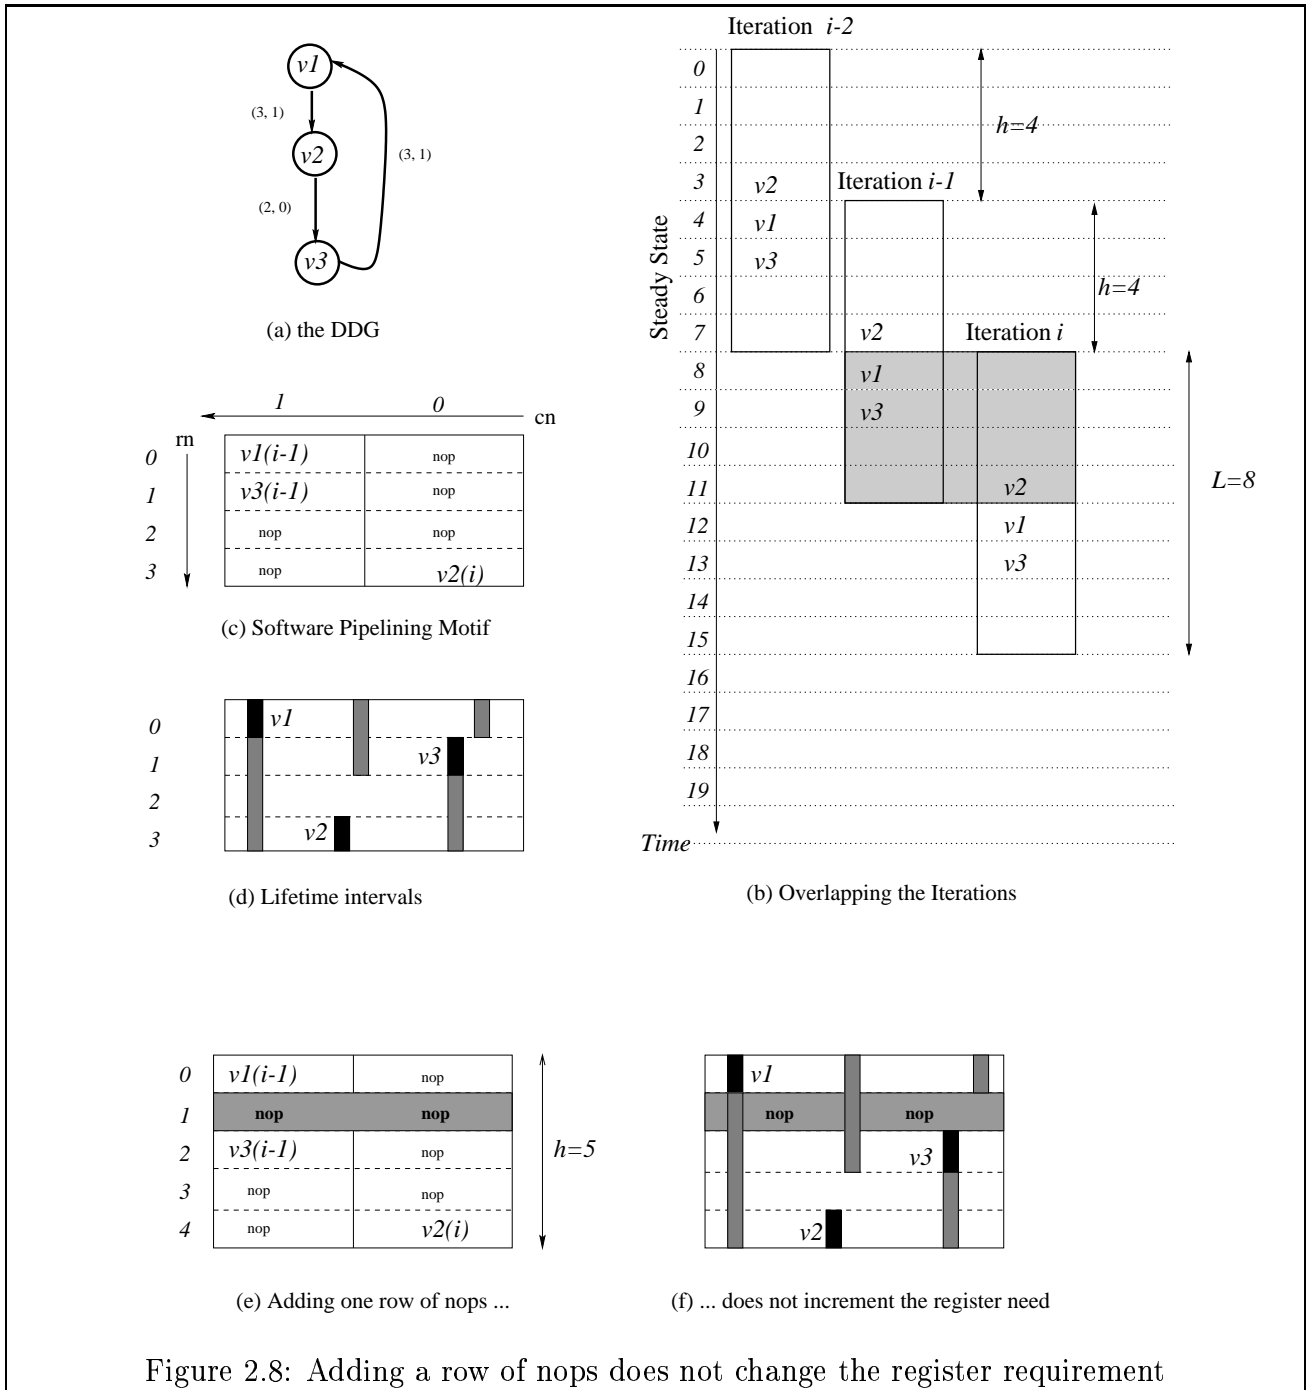 v1
(3, 1)
v2
(3, 1)
(2, 0)
v3
(a) the DDG
1 0
cn
rn
0 v1(i-1) nop
1 v3(i-1) nop
2 nop nop
3 nop v2(i)
(c) Software Pipelining Motif
0 v1
1 v3
2
3 v2
(d) Lifetime intervals
Iteration i-2
0
1
2
3 v2
4 v1
5 v3
6
7
8
9
10
11
12
13
14
15
16
17
18
19
Time
Steady State
h=4
Iteration i-1
v2
v1
v3
h=4
Iteration i
v2
v1
v3
L=8
(b) Overlapping the Iterations
0 v1(i-1) nop
1 nop nop
2 v3(i-1) nop
3 nop nop
4 nop v2(i)
h=5
(e) Adding one row of nops ...
v1
nop nop
v3
v2
(f) ... does not increment the register need
Figure 2.8: Adding a row of nops does not change the register requirement